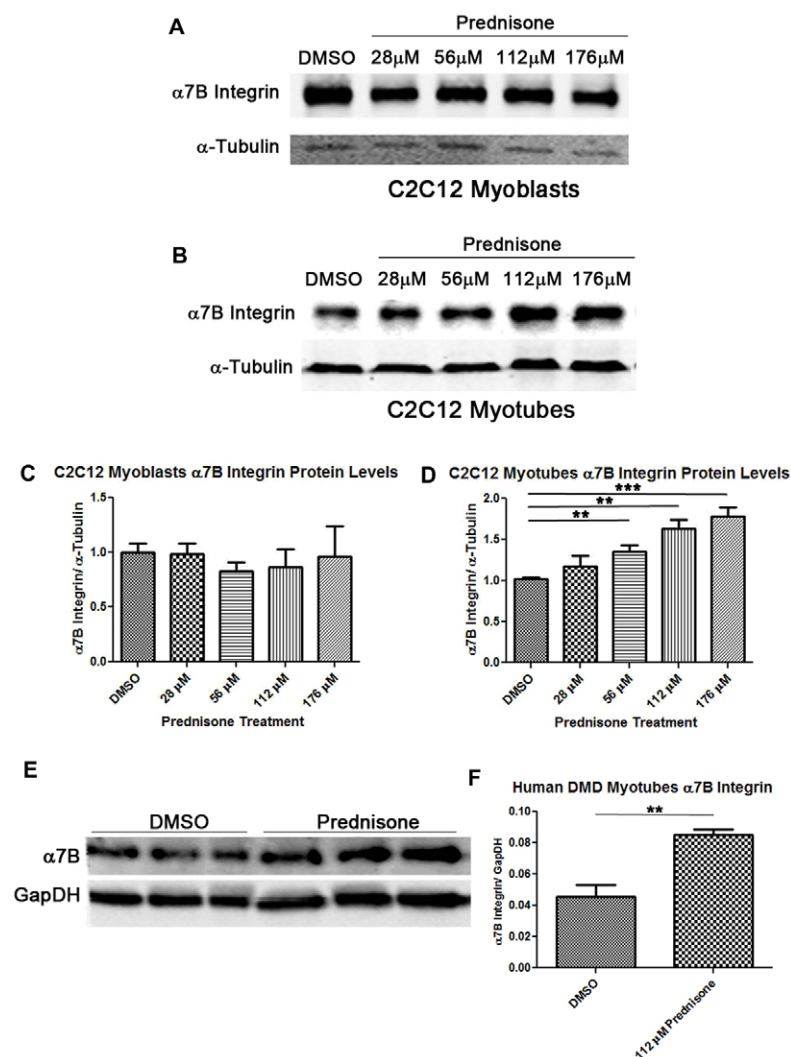 A
Prednisone
DMSO 28µM 56µM 112µM 176µM
α7B Integrin
α-Tubulin
C2C12 Myoblasts
B
Prednisone
DMSO 28µM 56µM 112µM 176µM
α7B Integrin
α-Tubulin
C2C12 Myotubes
C
C2C12 Myoblasts α7B Integrin Protein Levels
α7B Integrin/ α-Tubulin
1.5
1.0
0.5
0.0
DMSO
28 µM
56 µM
112 µM
176 µM
Prednisone Treatment
D
C2C12 Myotubes α7B Integrin Protein Levels
α7B Integrin/ α-Tubulin
2.0
1.5
1.0
0.5
0.0
***
**
**
DMSO
28 µM
56 µM
112 µM
176 µM
Prednisone Treatment
E
DMSO Prednisone
α7B
GapDH
F
Human DMD Myotubes α7B Integrin
α7B Integrin/ GapDH
0.10
0.08
0.06
0.04
0.02
0.00
**
DMSO
112 µM Prednisone